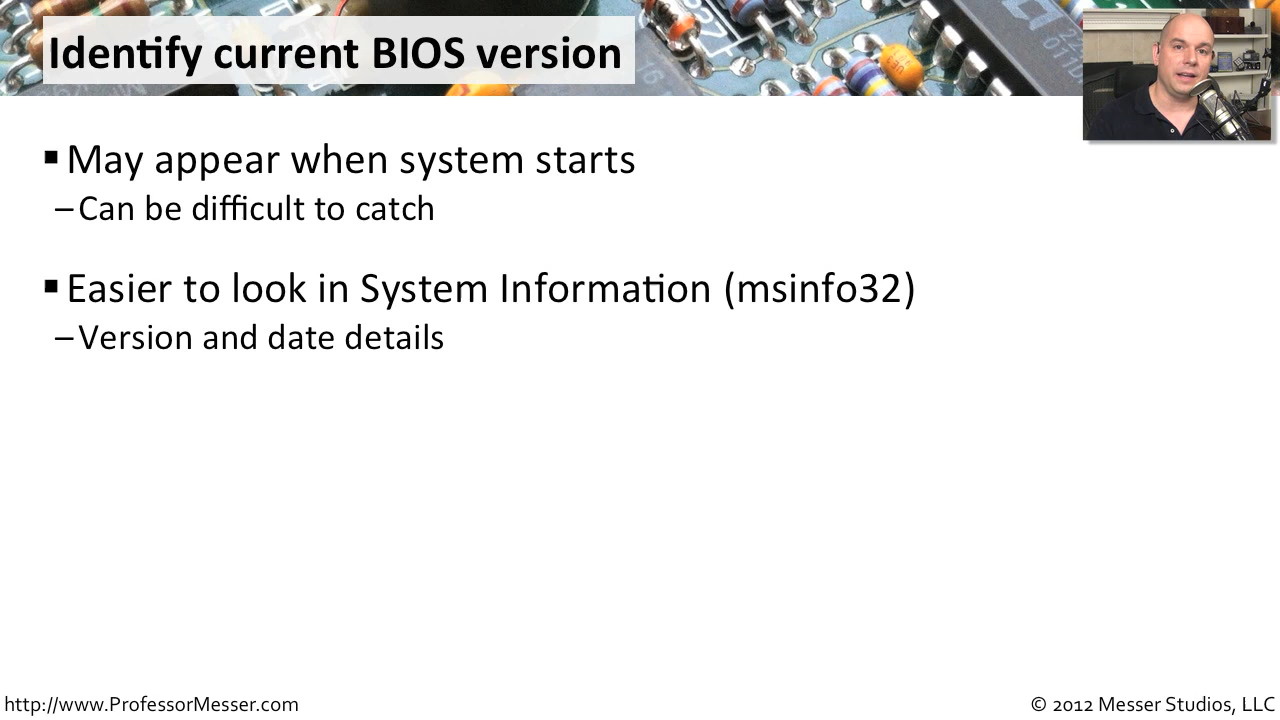 Identify current BIOS version
▪ May appear when system starts
– Can be difficult to catch
▪ Easier to look in System Information (msinfo32)
– Version and date details
http://www.ProfessorMesser.com
© 2012 Messer Studios, LLC